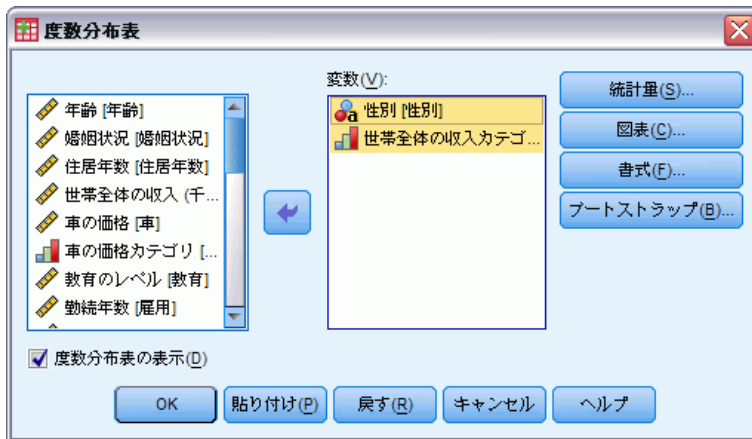 度数分布表
年齢 [年齢]
婚姻状況 [婚姻状況]
住居年数 [住居年数]
世帯全体の収入 (千...
車の価格 [車]
車の価格カテゴリ [...
教育のレベル [教育]
勤続年数 [雇用]
変数(V):
性別 [性別]
世帯全体の収入カテゴ...
統計量(S)...
図表(C)...
書式(F)...
ブートストラップ(B)...
度数分布表の表示(D)
OK
貼り付け(P)
戻す(R)
キャンセル
ヘルプ